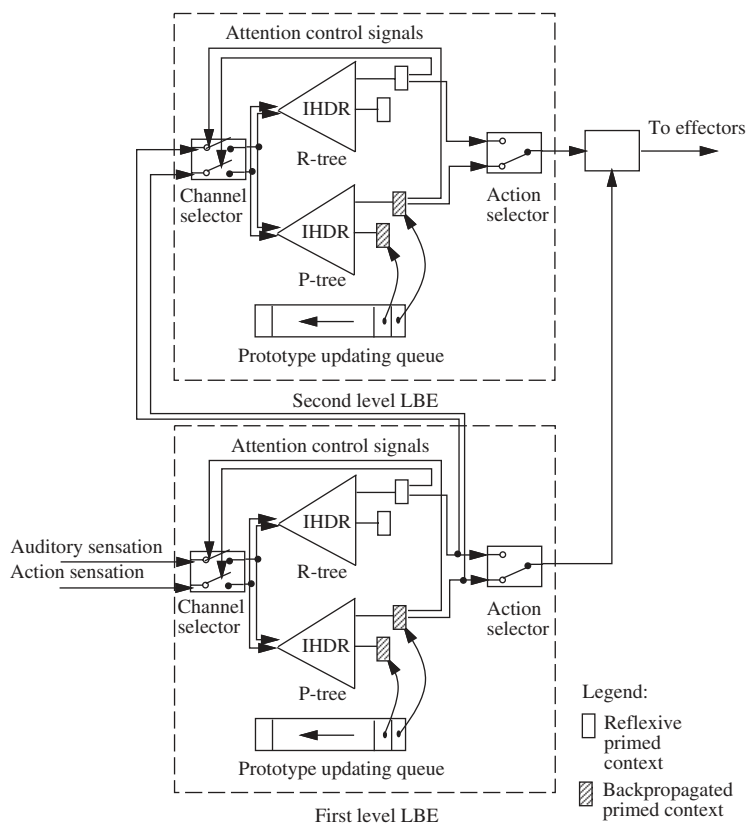 Attention control signals
IHDR
R-tree
To effectors
Channel
selector
Action
selector
IHDR
P-tree
Prototype updating queue
Second level LBE
Attention control signals
IHDR
Auditory sensation
Action sensation
R-tree
Channel
selector
Action
selector
IHDR
P-tree
Prototype updating queue
First level LBE
Legend:
Reflexive
primed
context
Backpropagated
primed context